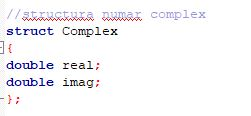 //structura numar complex
struct Complex
{
double real;
double imag;
};